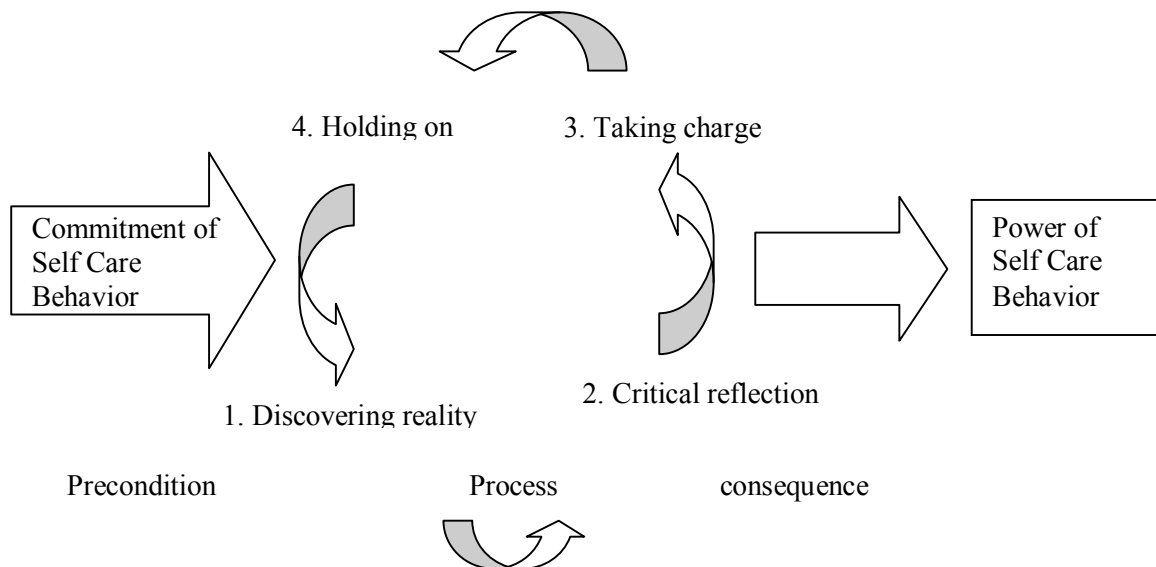 4. Holding on
3. Taking charge
Commitment of
Self Care
Behavior
Power of
Self Care
Behavior
1. Discovering reality
2. Critical reflection
Precondition
Process
consequence